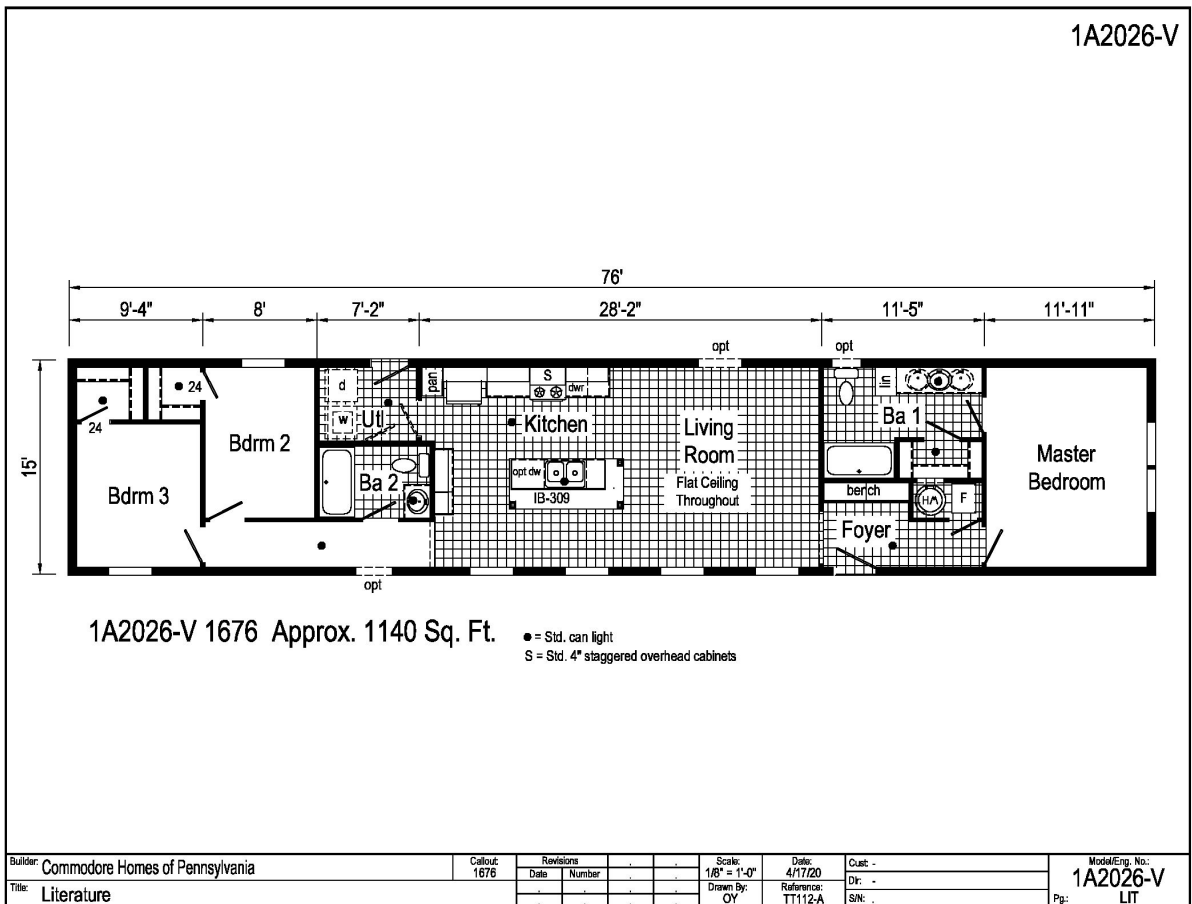 1A2026-V
76'
9'-4" 8' 7'-2" 28'-2" 11'-5" 11'-11"
opt opt
15'
24
24
d
w
Utl
pan
S
dwr
Kitchen
Living
Room
Flat Ceiling
Throughout
lin
Ba 1
Bdrm 2
Bdrm 3
Ba 2
opt dw
IB-309
bench
H/W
F
Foyer
Master
Bedroom
opt
1A2026-V 1676 Approx. 1140 Sq. Ft.
● = Std. can light
S = Std. 4" staggered overhead cabinets
Builder: Commodore Homes of Pennsylvania
Title: Literature
Callout:
1676
Revisions
Date Number
Scale:
1/8" = 1'-0"
Drawn By:
OY
Date:
4/17/20
Reference:
TT112-A
Cust: -
Dlr: -
S/N: .
Model/Eng. No.:
1A2026-V
Pg.: LIT